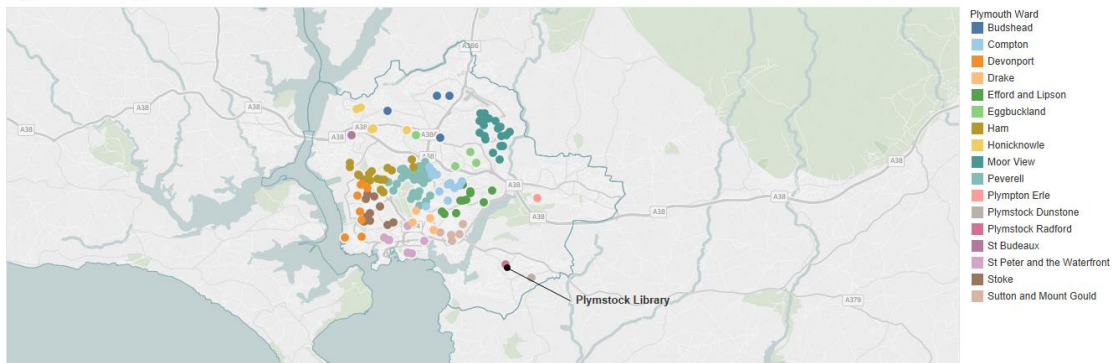 A386
A38
A38
A38
A38
A38
A386
A38
A38
A38
A38
A379
Plymstock Library
Plymouth Ward
Budshead
Compton
Devonport
Drake
Efford and Lipson
Eggbuckland
Ham
Honicknowle
Moor View
Peverell
Plympton Erle
Plymstock Dunstone
Plymstock Radford
St Budeaux
St Peter and the Waterfront
Stoke
Sutton and Mount Gould